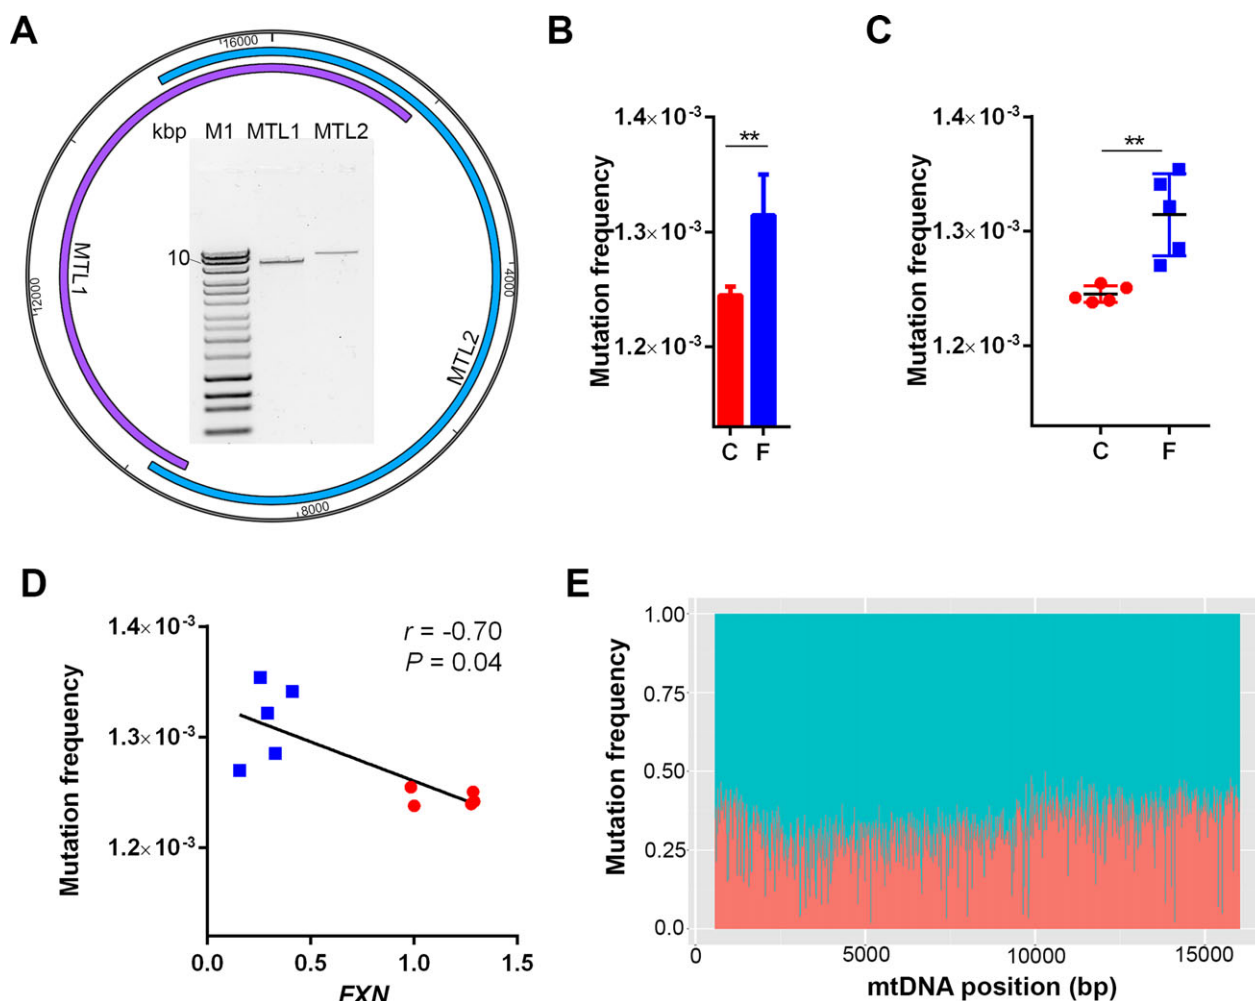 A
16000
kbp M1 MTL1 MTL2
10
MTL1
12000
4000
MTL2
8000
B
**
1.4×10⁻³
1.3×10⁻³
1.2×10⁻³
Mutation frequency
C F
C
**
1.4×10⁻³
1.3×10⁻³
1.2×10⁻³
Mutation frequency
C F
D
r = -0.70
P = 0.04
1.4×10⁻³
1.3×10⁻³
1.2×10⁻³
Mutation frequency
0.0 0.5 1.0 1.5
FXN
E
1.00
0.75
0.50
0.25
0.0
Mutation frequency
0 5000 10000 15000
mtDNA position (bp)